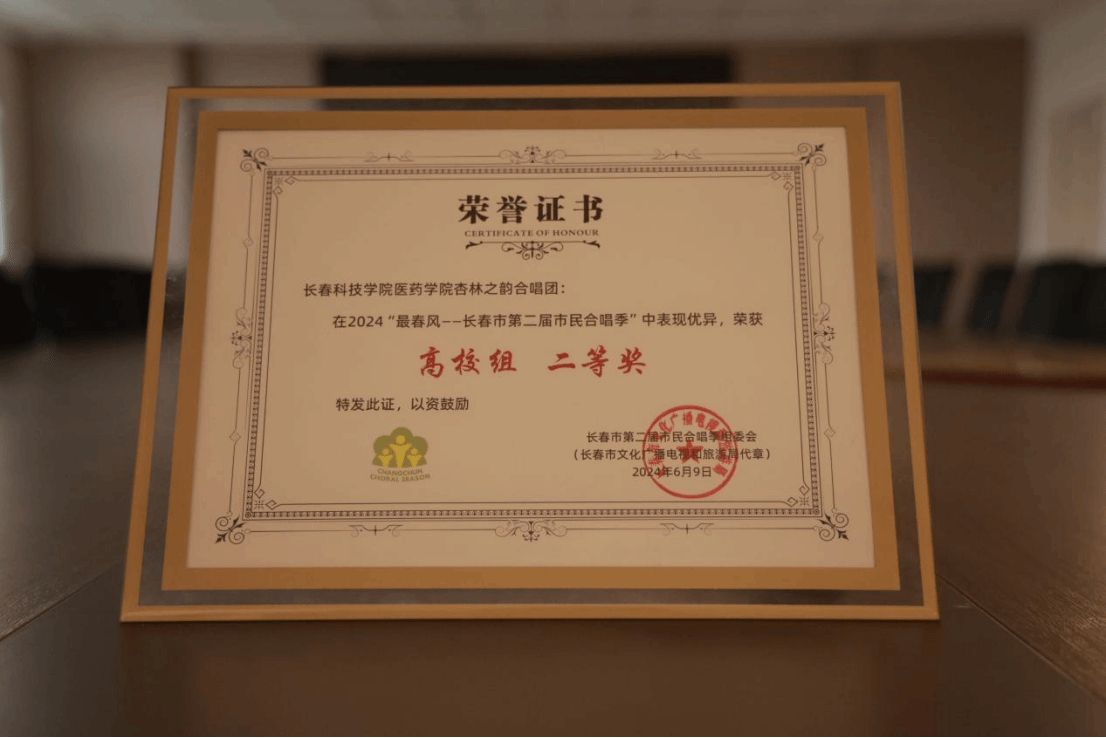 荣誉证书
CERTIFICATE OF HONOUR
长春科技学院医药学院杏林之韵合唱团：
在2024“最春风——长春市第二届市民合唱季”中表现优异，荣获
高校组 二等奖
特发此证，以资鼓励
CHANGCHUN
CHORAL SEASON
长春市第二届市民合唱季组委会
（长春市文化广播电视和旅游局代章）
2024年6月9日